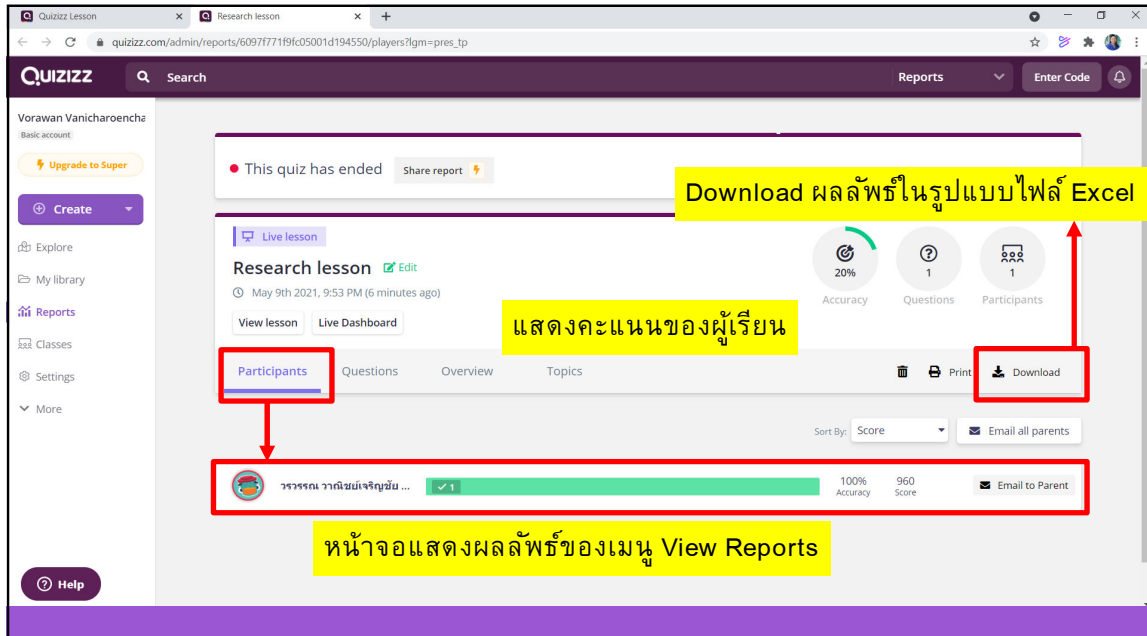 Quizizz Lesson
Research lesson
quizizz.com/admin/reports/6097f771f9fc05001d194550/players?lgm=pres_tp
QUIZIZZ
Search
Reports
Enter Code
Vorawan Vanicharoencha
Basic account
Upgrade to Super
Create
Explore
My library
Reports
Classes
Settings
More
Help
This quiz has ended
Share report
Download ผลลัพธ์ในรูปแบบไฟล์ Excel
Live lesson
Research lesson Edit
May 9th 2021, 9:53 PM (6 minutes ago)
View lesson Live Dashboard
20%
Accuracy
1
Questions
1
Participants
แสดงคะแนนของผู้เรียน
Participants Questions Overview Topics
Print Download
Sort By: Score
Email all parents
วรวรรณ วาณิชย์เจริญชัย ...
1
100%
Accuracy
960
Score
Email to Parent
หน้าจอแสดงผลลัพธ์ของเมนู View Reports